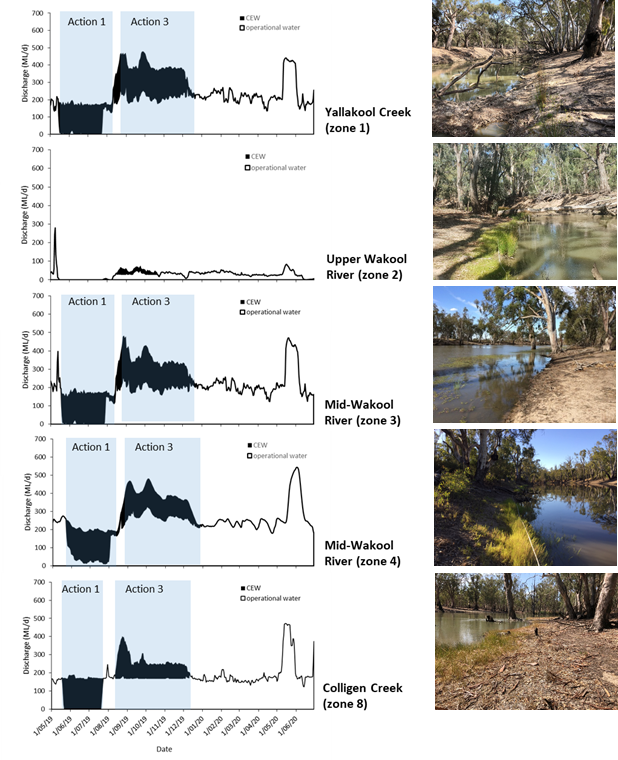 700
600
500
400
300
200
100
0
Discharge (ML/d)
Action 1
Action 3
CEW
operational water
Yallakool Creek
(zone 1)
700
600
500
400
300
200
100
0
Discharge (ML/d)
CEW
operational water
Upper Wakool
River (zone 2)
700
600
500
400
300
200
100
0
Discharge (ML/d)
Action 1
Action 3
CEW
operational water
Mid-Wakool
River (zone 3)
700
600
500
400
300
200
100
0
Discharge (ML/d)
Action 1
Action 3
CEW
operational water
Mid-Wakool
River (zone 4)
700
600
500
400
300
200
100
0
Discharge (ML/d)
Action 1
Action 3
CEW
operational water
Colligen Creek
(zone 8)
1/05/19
1/06/19
1/07/19
1/08/19
1/09/19
1/10/19
1/11/19
1/12/19
1/01/20
1/02/20
1/03/20
1/04/20
1/05/20
1/06/20
Date